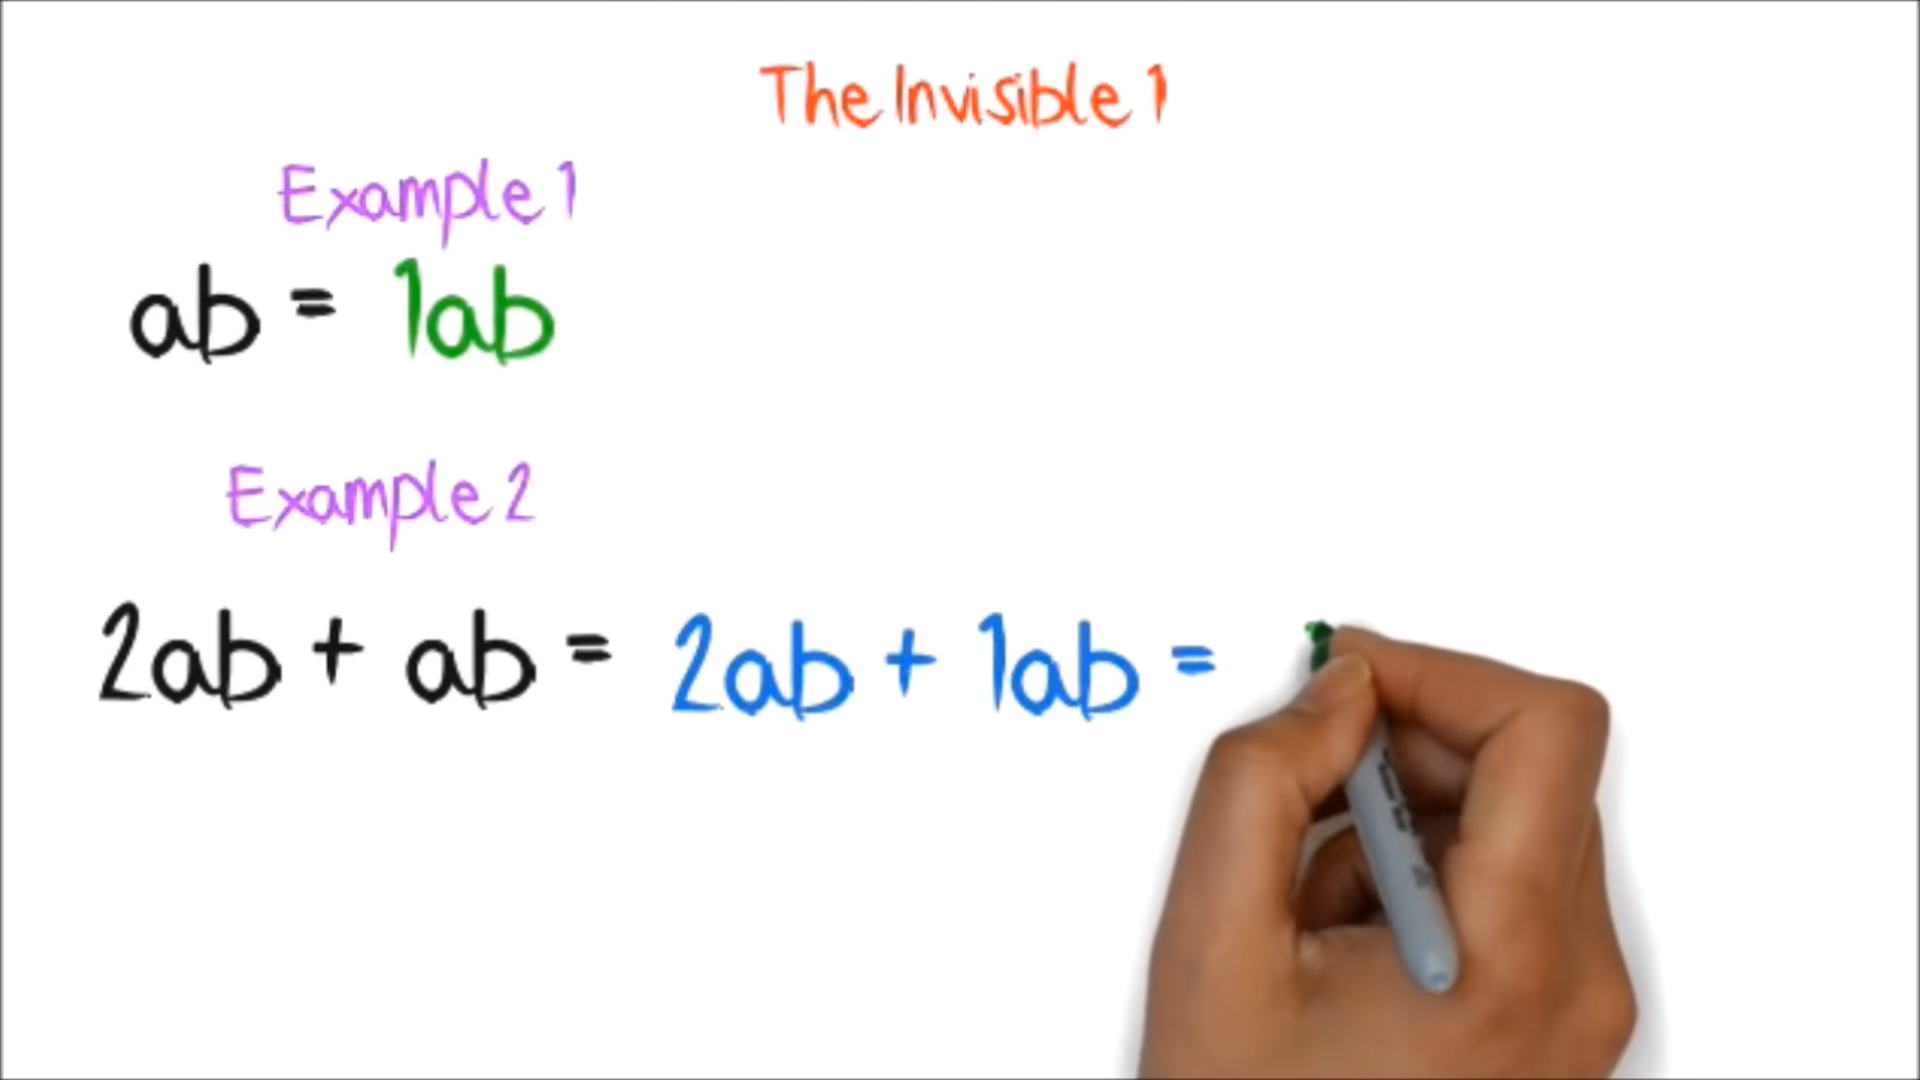 The Invisible 1
Example 1
ab = 1ab
Example 2
2ab + ab = 2ab + 1ab =